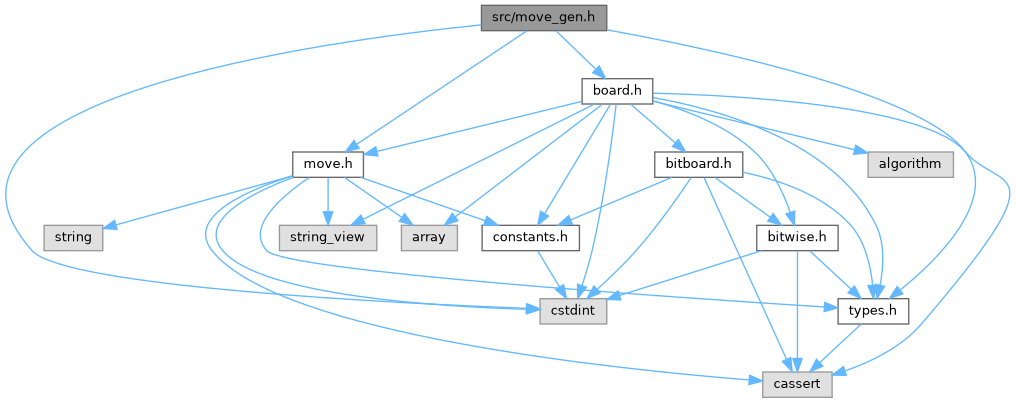 src/move_gen.h
board.h
move.h
bitboard.h
algorithm
string
string_view
array
constants.h
bitwise.h
cstdint
types.h
cassert